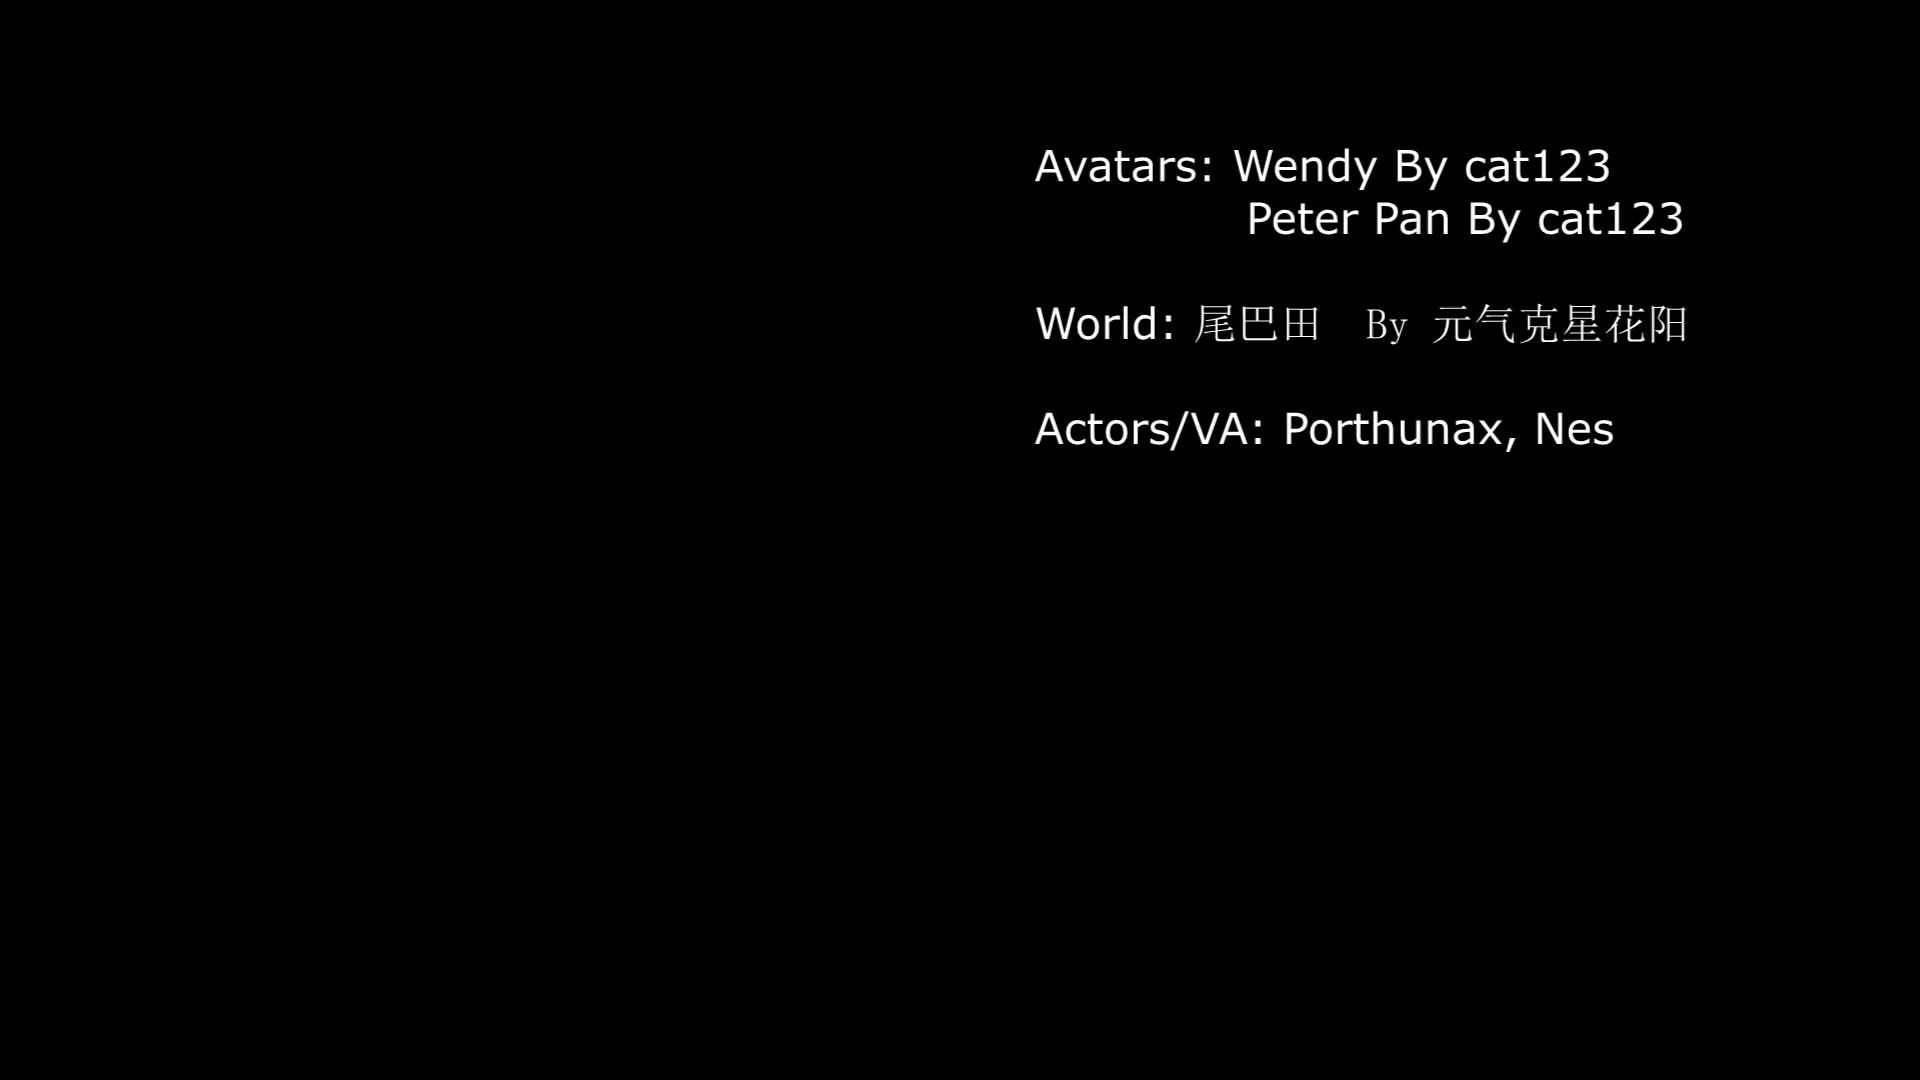 Avatars: Wendy By cat123
Peter Pan By cat123
World: 尾巴田 By 元气克星花阳
Actors/VA: Porthunax, Nes